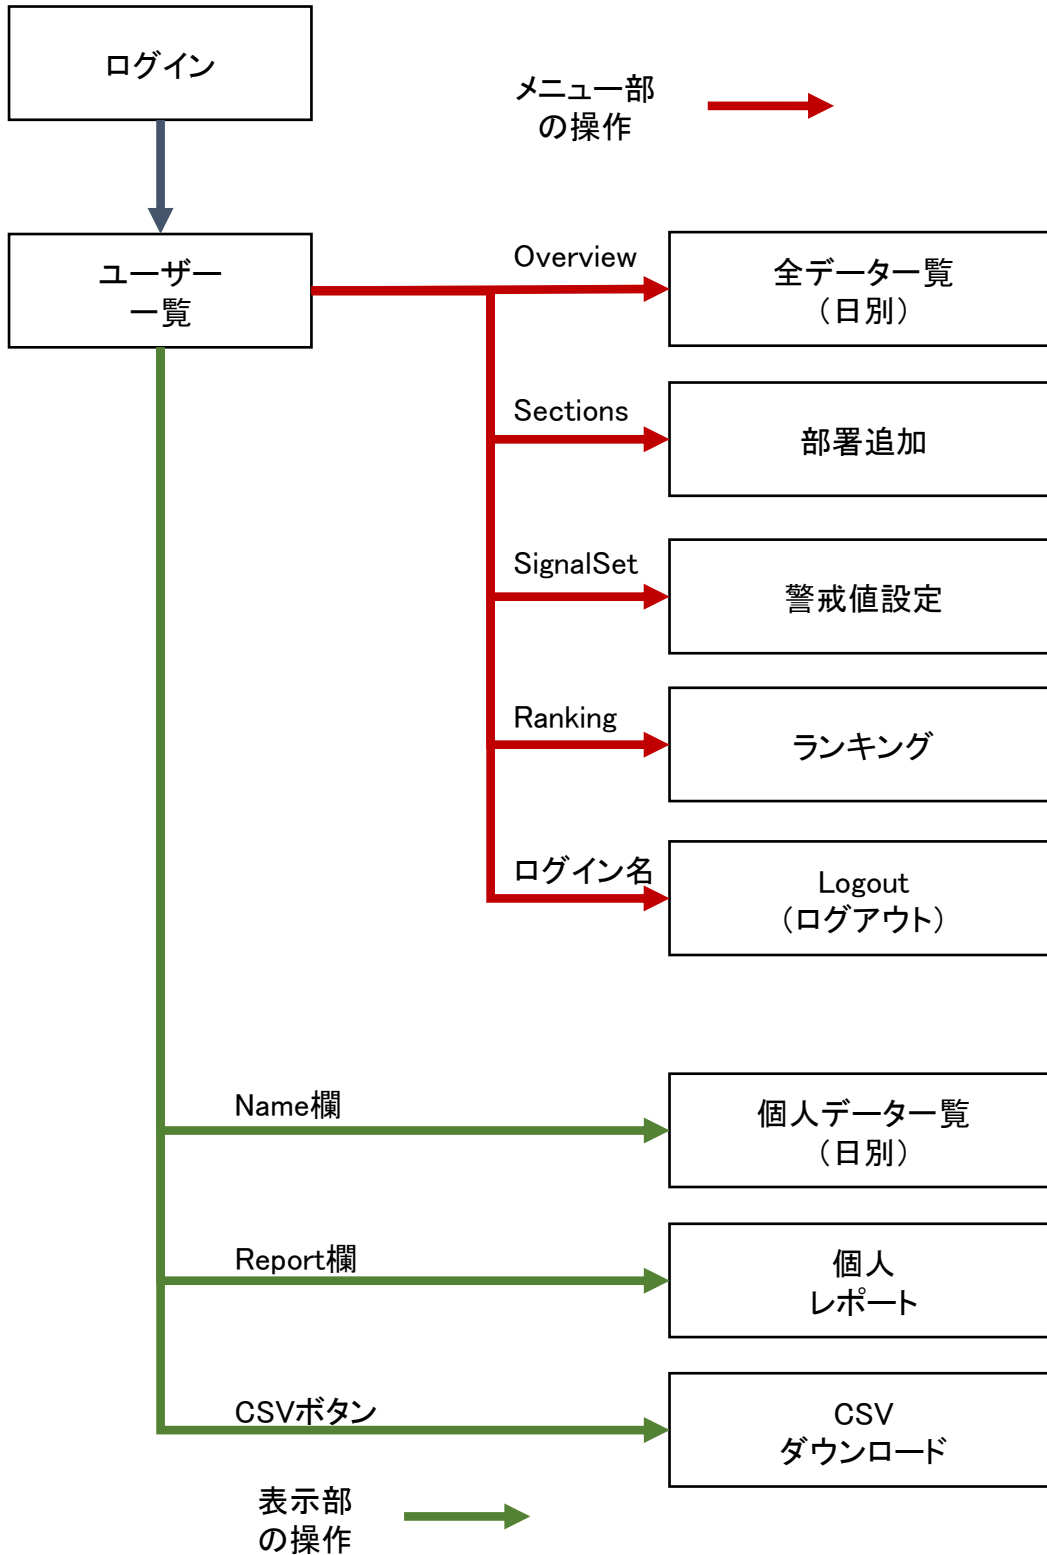 ログイン
メニュー部
の操作
ユーザー
一覧
Overview
全データ一覧
（日別）
Sections
部署追加
SignalSet
警戒値設定
Ranking
ランキング
ログイン名
Logout
（ログアウト）
Name欄
個人データ一覧
（日別）
Report欄
個人
レポート
CSVボタン
CSV
ダウンロード
表示部
の操作